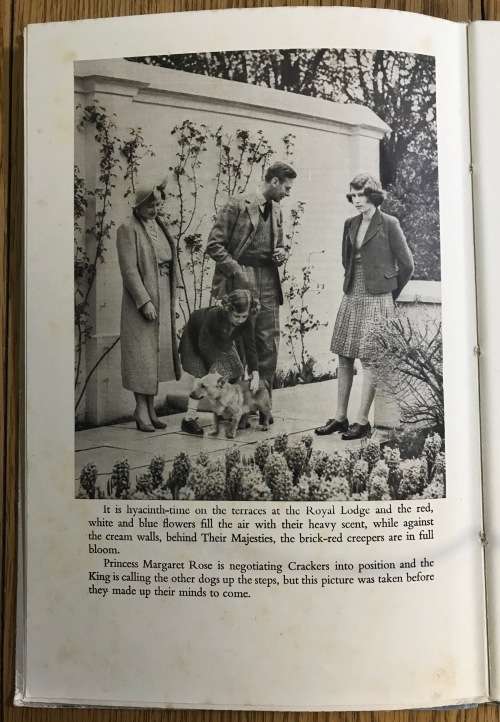 It is hyacinth-time on the terraces at the Royal Lodge and the red,
white and blue flowers fill the air with their heavy scent, while against
the cream walls, behind Their Majesties, the brick-red creepers are in full
bloom.
Princess Margaret Rose is negotiating Crackers into position and the
King is calling the other dogs up the steps, but this picture was taken before
they made up their minds to come.